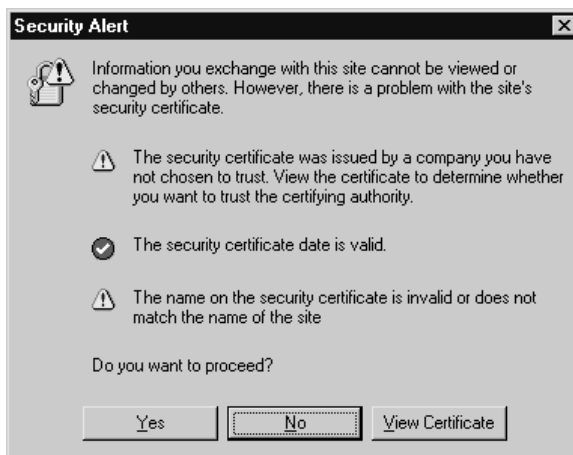 Security Alert
Information you exchange with this site cannot be viewed or
changed by others. However, there is a problem with the site's
security certificate.
The security certificate was issued by a company you have
not chosen to trust. View the certificate to determine whether
you want to trust the certifying authority.
The security certificate date is valid.
The name on the security certificate is invalid or does not
match the name of the site
Do you want to proceed?
Yes No View Certificate